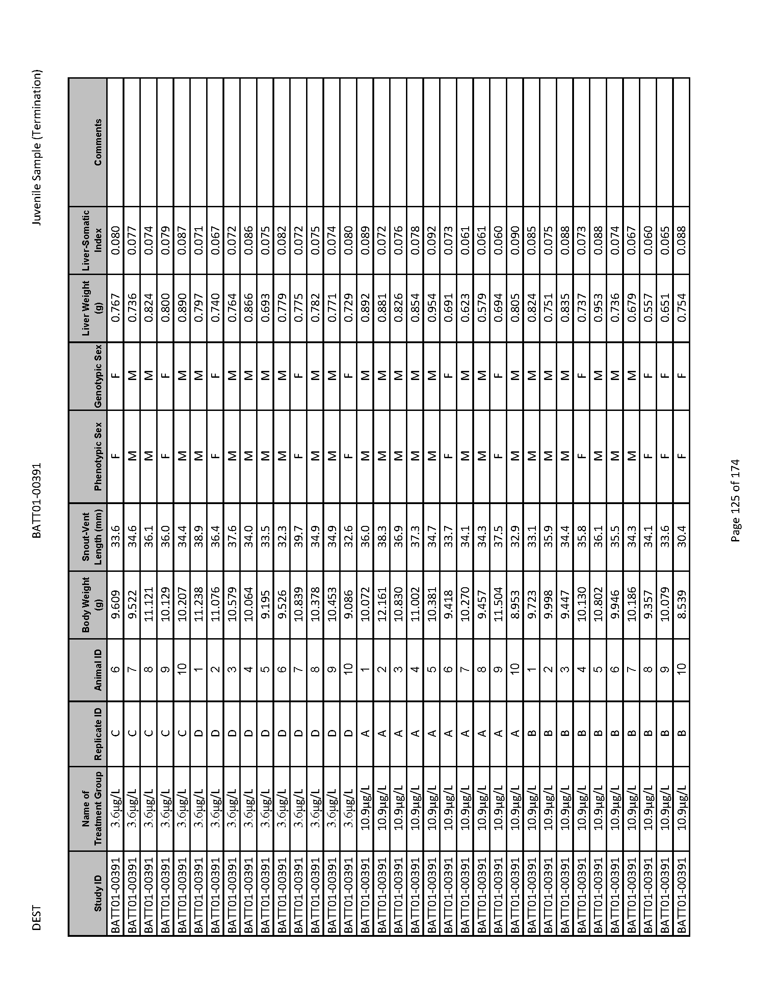 DEST BATT01-00391 Juvenile Sample (Termination)
Study ID Name of Treatment Group Replicate ID Animal ID Body Weight (g) Snout-Vent Length (mm) Phenotypic Sex Genotypic Sex Liver Weight (g) Liver-Somatic Index Comments
BATT01-00391 3.6µg/L C 6 9.609 33.6 F F 0.767 0.080
BATT01-00391 3.6µg/L C 7 9.522 34.6 M M 0.736 0.077
BATT01-00391 3.6µg/L C 8 11.121 36.1 M M 0.824 0.074
BATT01-00391 3.6µg/L C 9 10.129 36.0 F F 0.800 0.079
BATT01-00391 3.6µg/L C 10 10.207 34.4 M M 0.890 0.087
BATT01-00391 3.6µg/L D 1 11.238 38.9 M M 0.797 0.071
BATT01-00391 3.6µg/L D 2 11.076 36.4 F F 0.740 0.067
BATT01-00391 3.6µg/L D 3 10.579 37.6 M M 0.764 0.072
BATT01-00391 3.6µg/L D 4 10.064 34.0 M M 0.866 0.086
BATT01-00391 3.6µg/L D 5 9.195 33.5 M M 0.693 0.075
BATT01-00391 3.6µg/L D 6 9.526 32.3 M M 0.779 0.082
BATT01-00391 3.6µg/L D 7 10.839 39.7 F F 0.775 0.072
BATT01-00391 3.6µg/L D 8 10.378 34.9 M M 0.782 0.075
BATT01-00391 3.6µg/L D 9 10.453 34.9 M M 0.771 0.074
BATT01-00391 3.6µg/L D 10 9.086 32.6 F F 0.729 0.080
BATT01-00391 10.9µg/L A 1 10.072 36.0 M M 0.892 0.089
BATT01-00391 10.9µg/L A 2 12.161 38.3 M M 0.881 0.072
BATT01-00391 10.9µg/L A 3 10.830 36.9 M M 0.826 0.076
BATT01-00391 10.9µg/L A 4 11.002 37.3 M M 0.854 0.078
BATT01-00391 10.9µg/L A 5 10.381 34.7 M M 0.954 0.092
BATT01-00391 10.9µg/L A 6 9.418 33.7 F F 0.691 0.073
BATT01-00391 10.9µg/L A 7 10.270 34.1 M M 0.623 0.061
BATT01-00391 10.9µg/L A 8 9.457 34.3 M M 0.579 0.061
BATT01-00391 10.9µg/L A 9 11.504 37.5 F F 0.694 0.060
BATT01-00391 10.9µg/L A 10 8.953 32.9 M M 0.805 0.090
BATT01-00391 10.9µg/L B 1 9.723 33.1 M M 0.824 0.085
BATT01-00391 10.9µg/L B 2 9.998 35.9 M M 0.751 0.075
BATT01-00391 10.9µg/L B 3 9.447 34.4 M M 0.835 0.088
BATT01-00391 10.9µg/L B 4 10.130 35.8 F F 0.737 0.073
BATT01-00391 10.9µg/L B 5 10.802 36.1 M M 0.953 0.088
BATT01-00391 10.9µg/L B 6 9.946 35.5 M M 0.736 0.074
BATT01-00391 10.9µg/L B 7 10.186 34.3 M M 0.679 0.067
BATT01-00391 10.9µg/L B 8 9.357 34.1 F F 0.557 0.060
BATT01-00391 10.9µg/L B 9 10.079 33.6 F F 0.651 0.065
BATT01-00391 10.9µg/L B 10 8.539 30.4 F F 0.754 0.088
Page 125 of 174